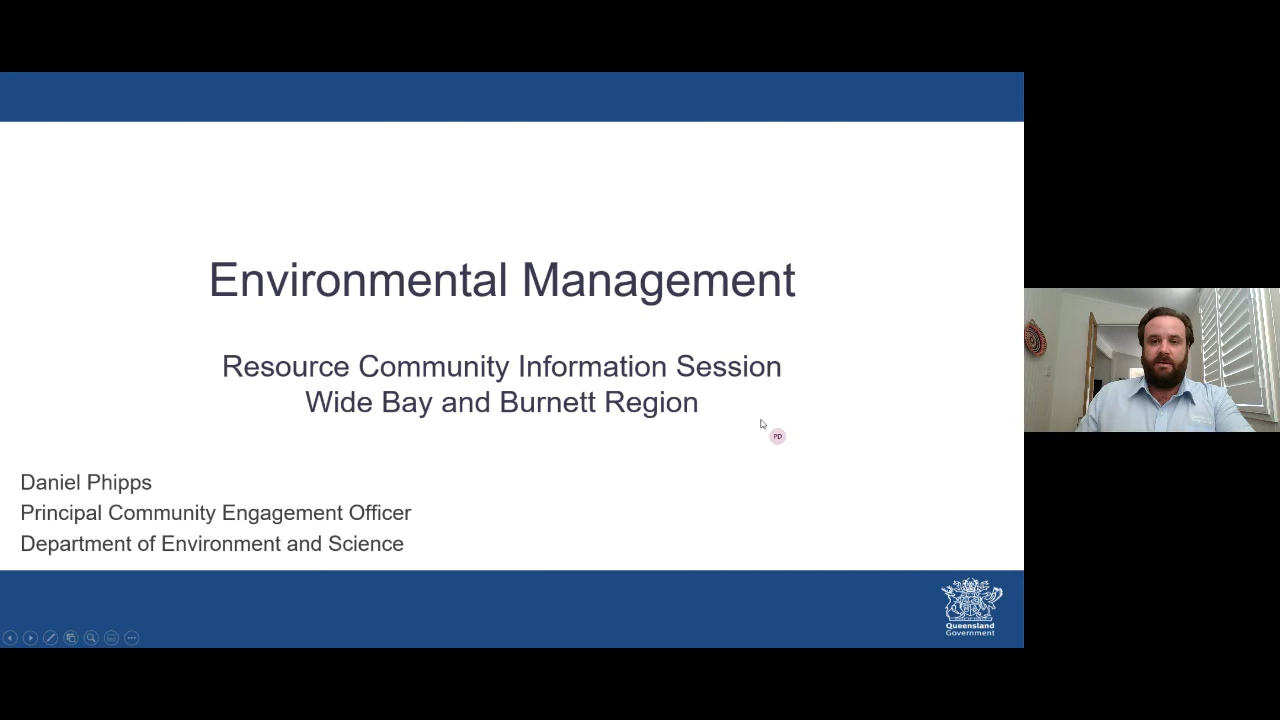 Environmental Management
Resource Community Information Session
Wide Bay and Burnett Region
PD
Daniel Phipps
Principal Community Engagement Officer
Department of Environment and Science
Queensland
Government